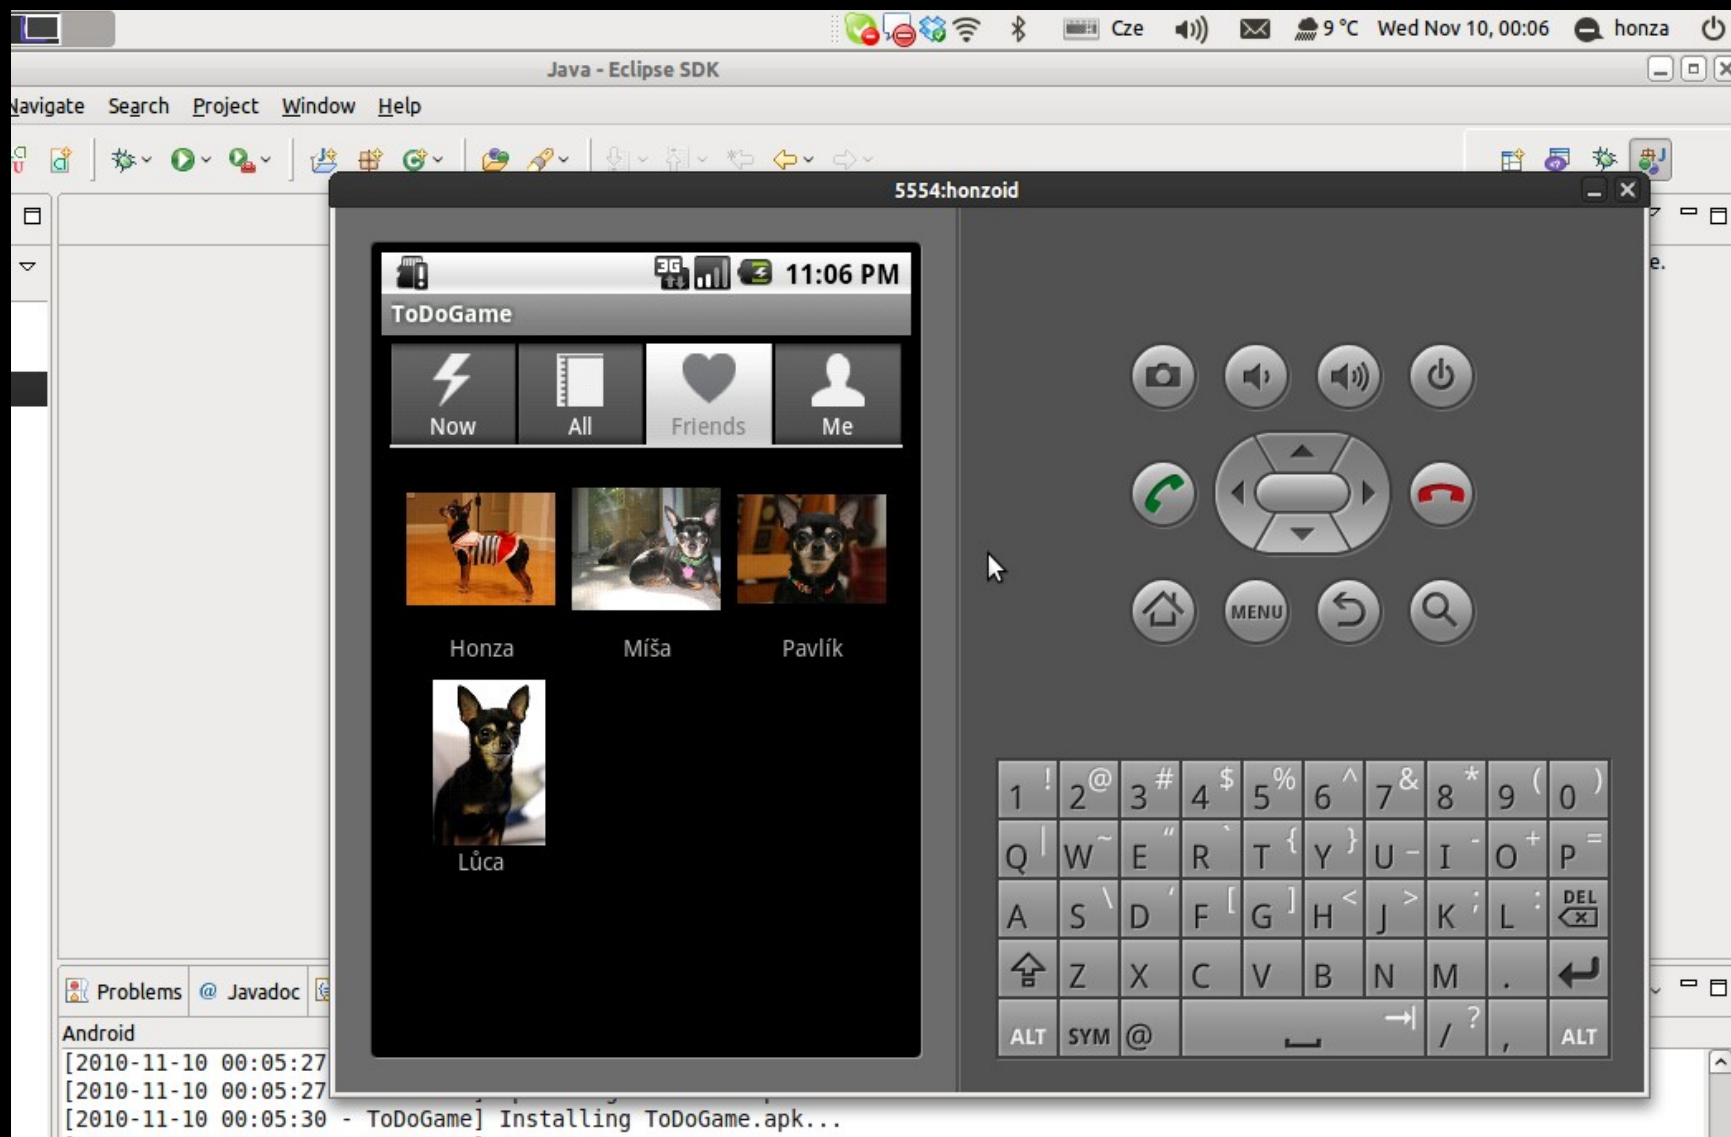 Cze 9 °C Wed Nov 10, 00:06 honza
Java - Eclipse SDK
Navigate Search Project Window Help
5554:honzoid
e.
3G 11:06 PM
ToDoGame
Now All Friends Me
Honza Míša Pavlík
Lůca
MENU
1 ! 2 @ 3 # 4 $ 5 % 6 ^ 7 & 8 * 9 ( 0 )
Q | W ~ E “ R ` T { Y } U _ I - O + P =
A S \ D ‘ F [ G ] H < J > K ; L : DEL
Z X C V B N M .
ALT SYM @ / ? , ALT
Problems @ Javadoc
Android
[2010-11-10 00:05:27
[2010-11-10 00:05:27
[2010-11-10 00:05:30 - ToDoGame] Installing ToDoGame.apk...